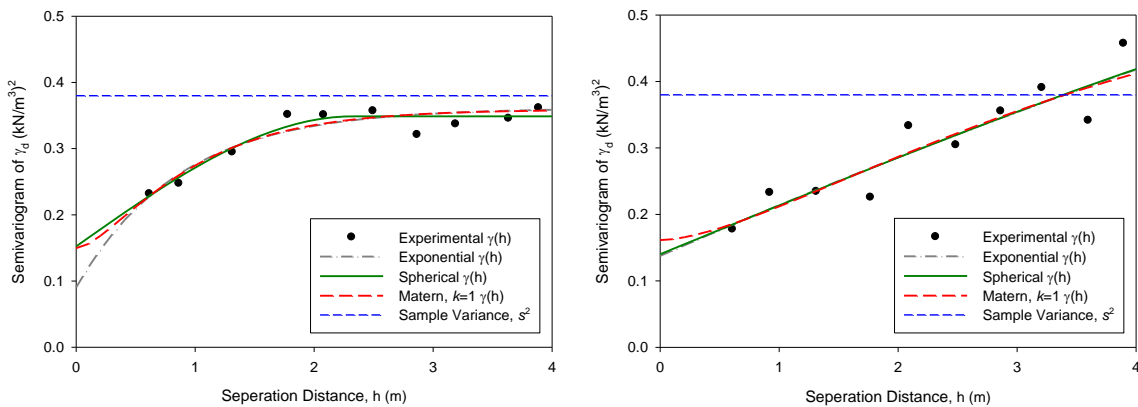 Semivariogram of γd (kN/m³)²
0.5
0.4
0.3
0.2
0.1
0.0
Experimental γ(h)
Exponential γ(h)
Spherical γ(h)
Matern, k=1 γ(h)
Sample Variance, s²
0 1 2 3 4
Seperation Distance, h (m)
Semivariogram of γd (kN/m³)²
0.5
0.4
0.3
0.2
0.1
0.0
Experimental γ(h)
Exponential γ(h)
Spherical γ(h)
Matern, k=1 γ(h)
Sample Variance, s²
0 1 2 3 4
Seperation Distance, h (m)